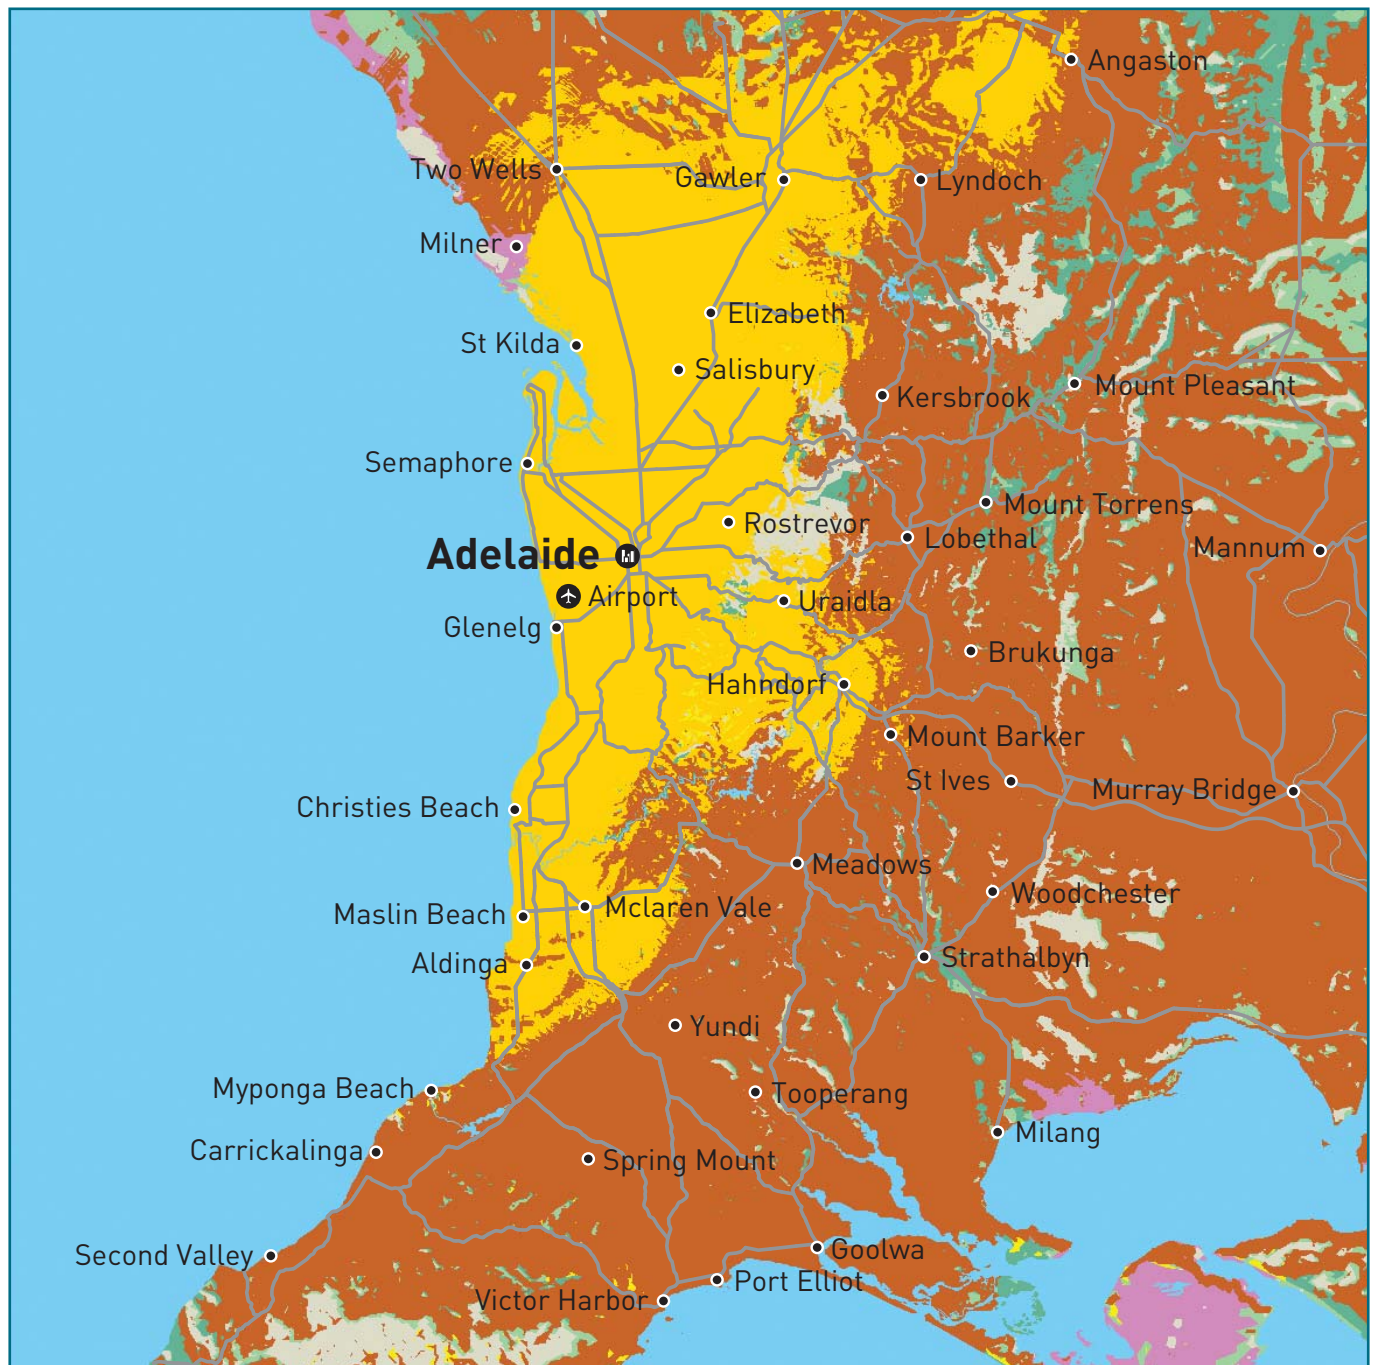 Angaston
Two Wells
Gawler
Lyndoch
Milner
Elizabeth
St Kilda
Salisbury
Mount Pleasant
Kersbrook
Semaphore
Mount Torrens
Rostrevor
Lobethal
Mannum
Adelaide
Airport
Uraidla
Glenelg
Brukunga
Hahndorf
Mount Barker
St Ives
Murray Bridge
Christies Beach
Meadows
Woodchester
Mclaren Vale
Maslin Beach
Strathalbyn
Aldinga
Yundi
Myponga Beach
Tooperang
Milang
Carrickalinga
Spring Mount
Goolwa
Second Valley
Port Elliot
Victor Harbor